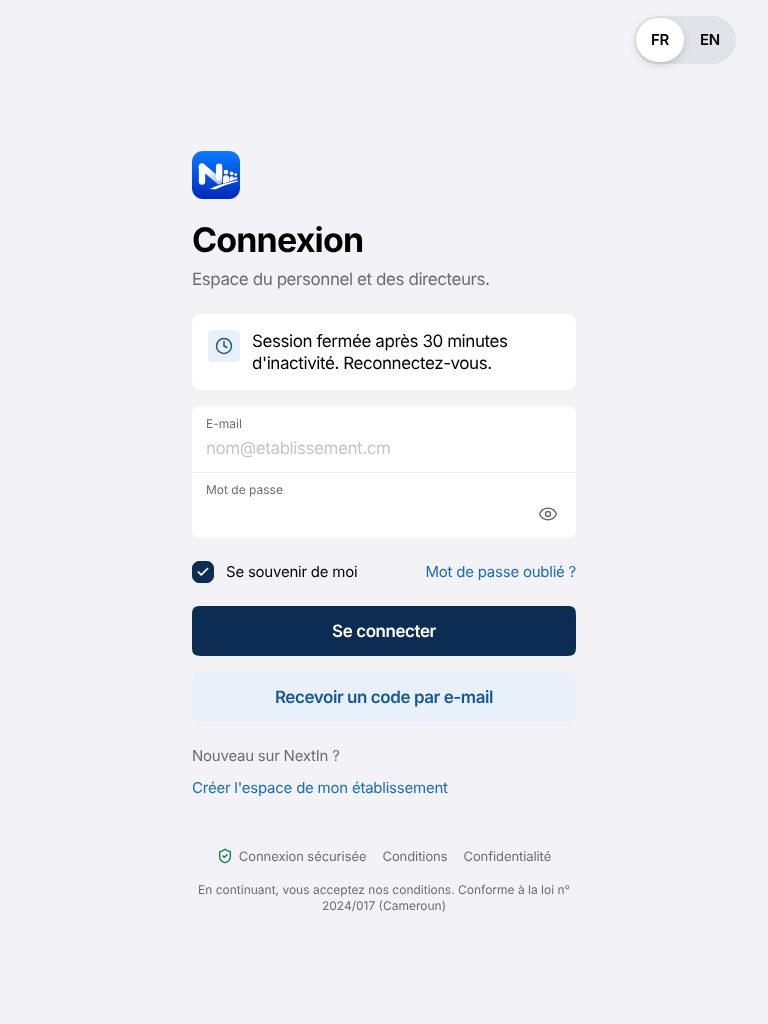 FR EN
N
Connexion
Espace du personnel et des directeurs.
Session fermée après 30 minutes
d'inactivité. Reconnectez-vous.
E-mail
nom@etablissement.cm
Mot de passe
Se souvenir de moi Mot de passe oublié ?
Se connecter
Recevoir un code par e-mail
Nouveau sur NextIn ?
Créer l'espace de mon établissement
Connexion sécurisée Conditions Confidentialité
En continuant, vous acceptez nos conditions. Conforme à la loi n°
2024/017 (Cameroun)